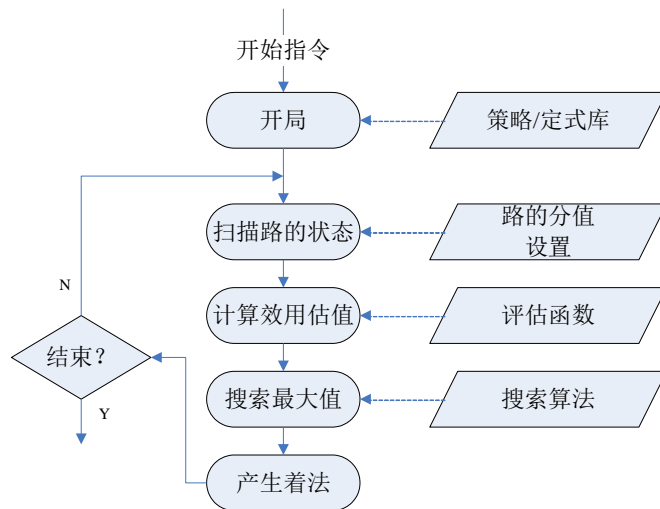 开始指令
开局
策略/定式库
扫描路的状态
路的分值
设置
N
计算效用估值
评估函数
结束？
搜索最大值
搜索算法
Y
产生着法